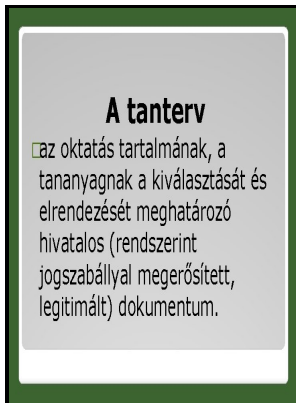 A tanterv
az oktatás tartalmának, a
tananyagnak a kiválasztását és
elrendezését meghatározó
hivatalos (rendszerint
jogszabállyal megerősített,
legitimált) dokumentum.